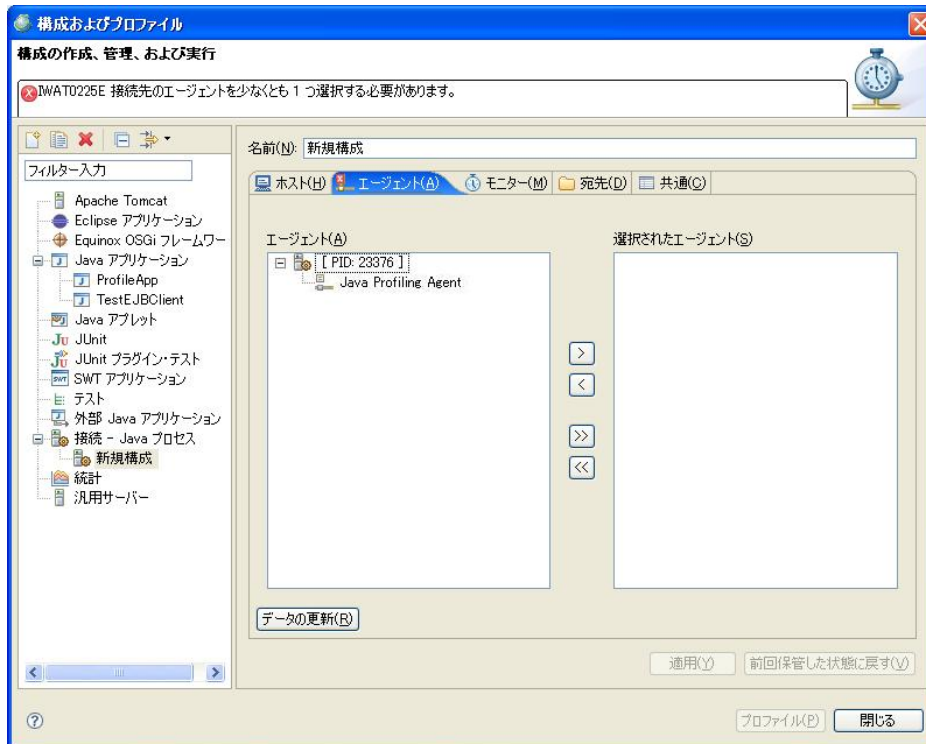 構成およびプロファイル
構成の作成、管理、および実行
IWAT0225E 接続先のエージェントを少なくとも 1 つ選択する必要があります。
フィルター入力
Apache Tomcat
Eclipse アプリケーション
Equinox OSGi フレームワー
Java アプリケーション
ProfileApp
TestEJBClient
Java アプレット
JUnit
JUnit プラグイン・テスト
SWT アプリケーション
テスト
外部 Java アプリケーション
接続 - Java プロセス
新規構成
統計
汎用サーバー
名前(N): 新規構成
ホスト(H) エージェント(A) モニター(M) 宛先(D) 共通(C)
エージェント(A)
[ PID: 23376 ]
Java Profiling Agent
>
<
>>
<<
選択されたエージェント(S)
データの更新(R)
適用(Y) 前回保管した状態に戻す(V)
プロファイル(P) 閉じる